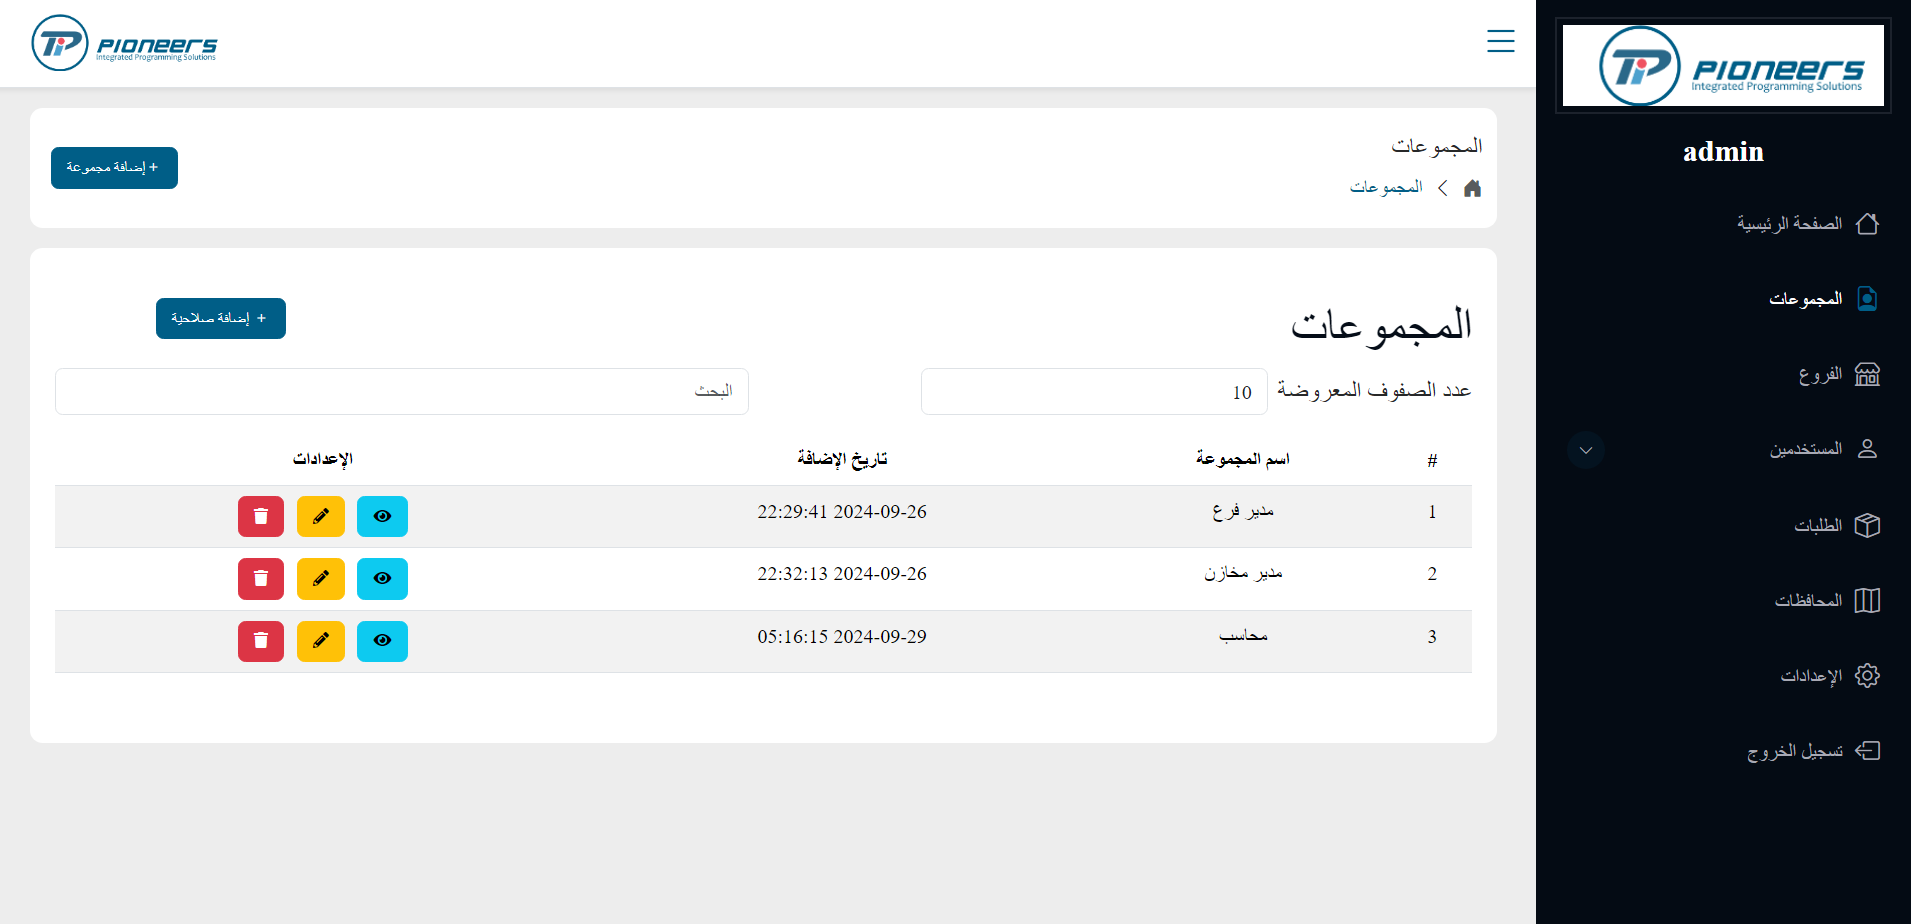 PIONEERS
Integrated Programming Solutions
admin
الصفحة الرئيسية
المجموعات
الفروع
المستخدمين
الطلبات
المحافظات
الإعدادات
تسجيل الخروج
PIONEERS
Integrated Programming Solutions
المجموعات
المجموعات
+ إضافة مجموعة
المجموعات
+ إضافة صلاحية
عدد الصفوف المعروضة 10
البحث
# اسم المجموعة تاريخ الإضافة الإعدادات
1 مدير فرع 2024-09-26 22:29:41
2 مدير مخازن 2024-09-26 22:32:13
3 محاسب 2024-09-29 05:16:15